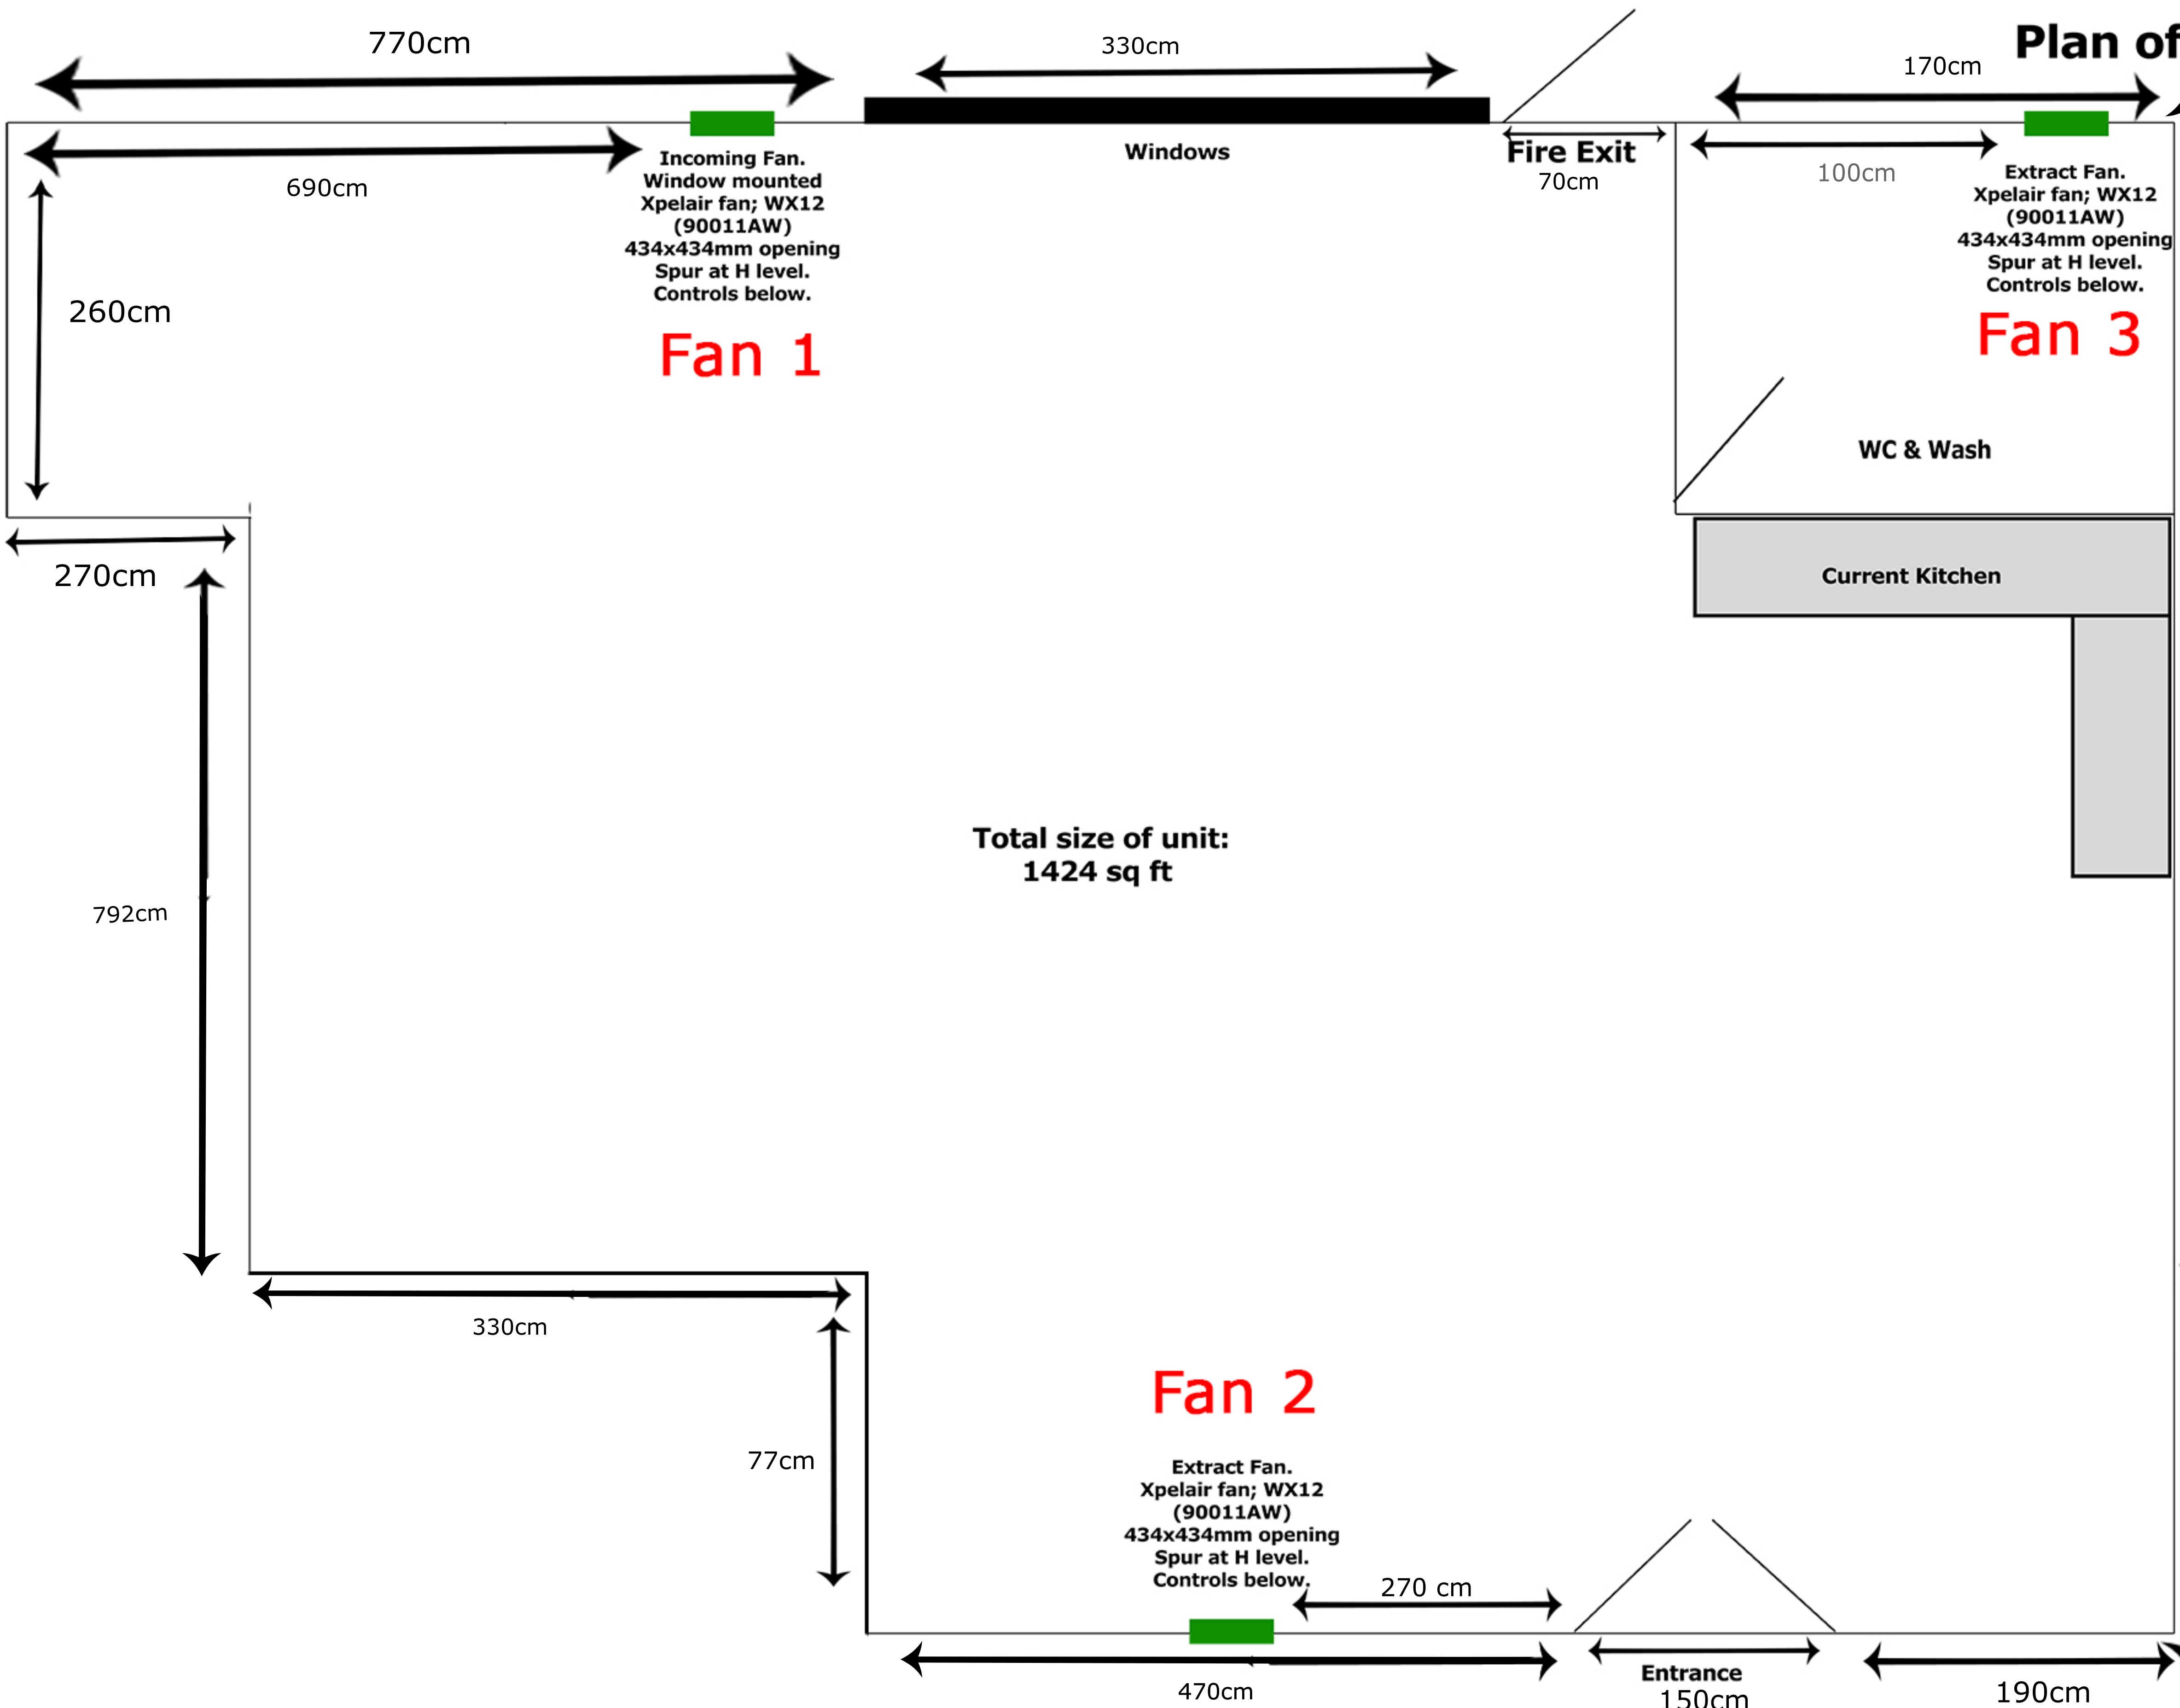 770cm
330cm
170cm
Plan of
690cm
Incoming Fan.
Window mounted
Xpelair fan; WX12
(90011AW)
434x434mm opening
Spur at H level.
Controls below.
Fan 1
Windows
Fire Exit
70cm
100cm
Extract Fan.
Xpelair fan; WX12
(90011AW)
434x434mm opening
Spur at H level.
Controls below.
Fan 3
260cm
WC & Wash
270cm
Current Kitchen
Total size of unit:
1424 sq ft
792cm
330cm
77cm
Fan 2
Extract Fan.
Xpelair fan; WX12
(90011AW)
434x434mm opening
Spur at H level.
Controls below.
270 cm
470cm
Entrance
150cm
190cm